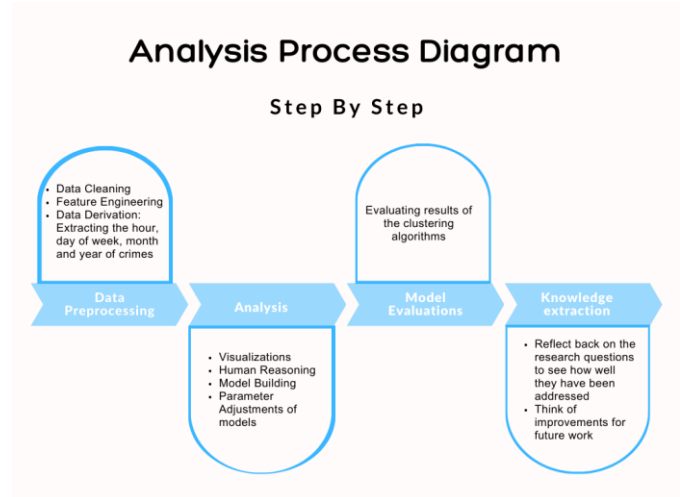 Analysis Process Diagram
Step By Step
• Data Cleaning
• Feature Engineering
• Data Derivation:
Extracting the hour,
day of week, month
and year of crimes
Data
Preprocessing
Analysis
• Visualizations
• Human Reasoning
• Model Building
• Parameter
Adjustments of
models
Evaluating results of
the clustering
algorithms
Model
Evaluations
Knowledge
extraction
• Reflect back on the
research questions
to see how well
they have been
addressed
• Think of
improvements for
future work